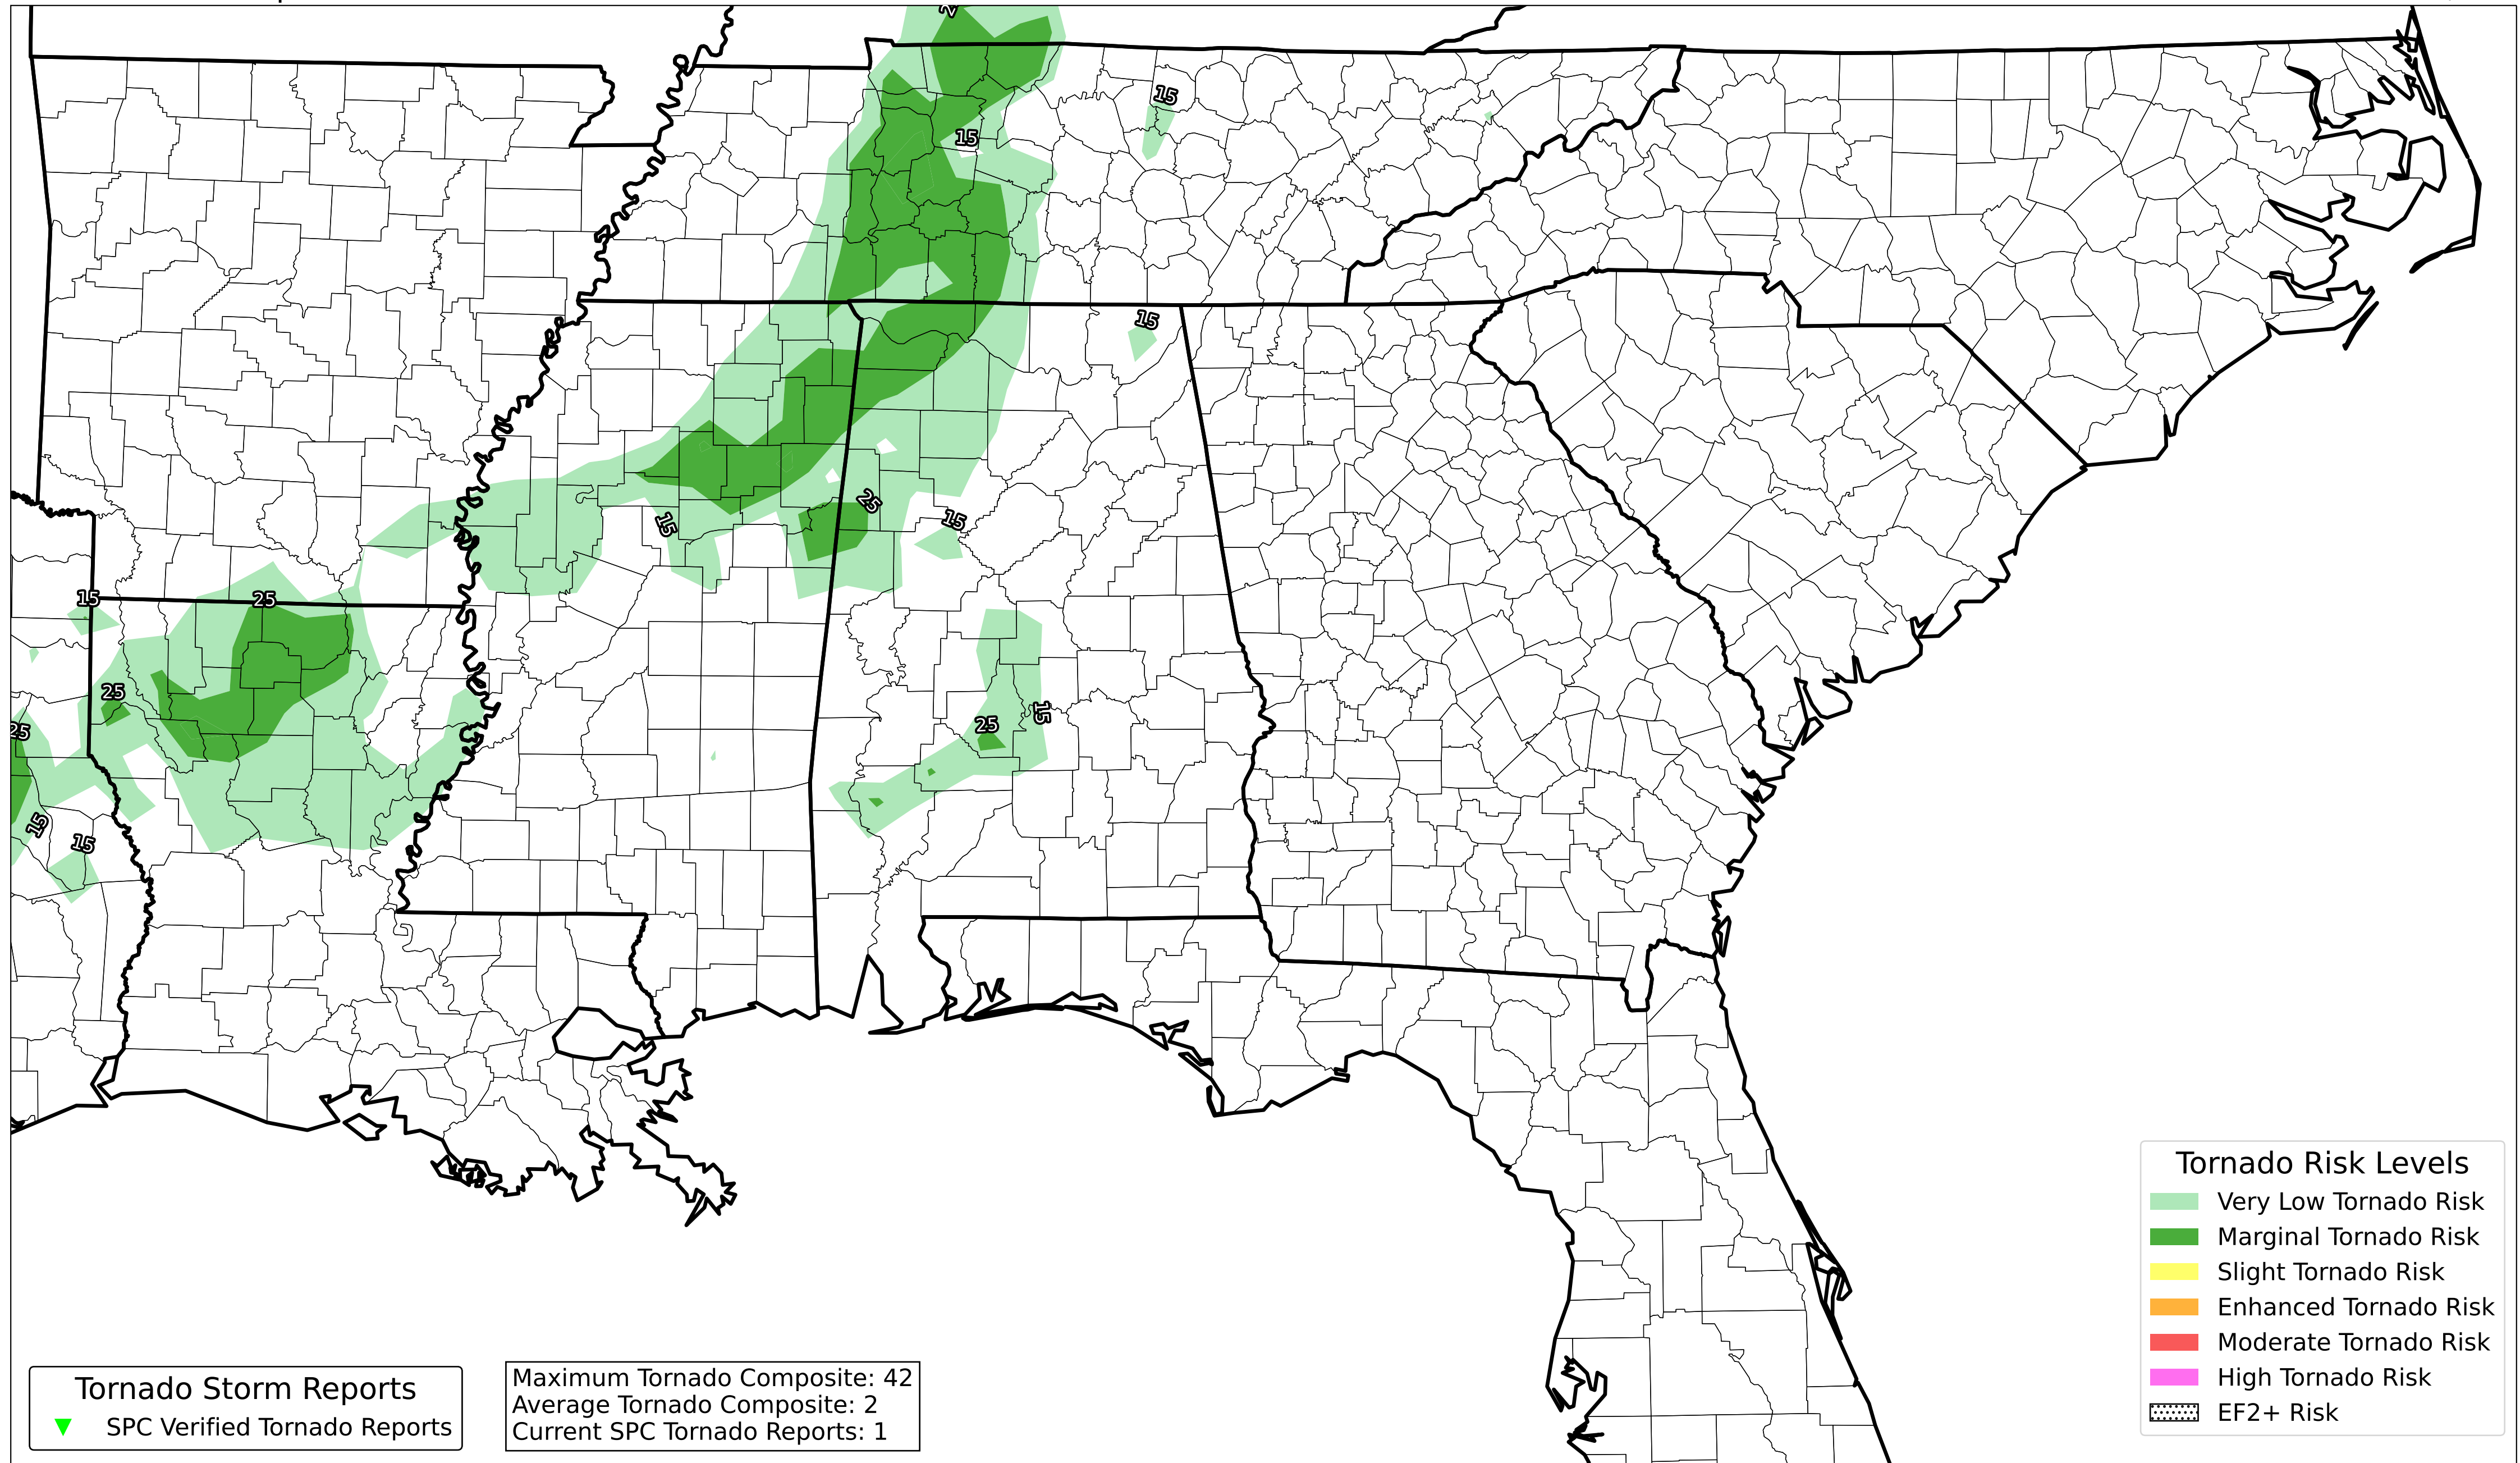 15
15
15
25
15
15
25
15
25
25
25
15
15
15
Tornado Risk Levels
Very Low Tornado Risk
Marginal Tornado Risk
Slight Tornado Risk
Enhanced Tornado Risk
Moderate Tornado Risk
High Tornado Risk
EF2+ Risk
Tornado Storm Reports
SPC Verified Tornado Reports
Maximum Tornado Composite: 42
Average Tornado Composite: 2
Current SPC Tornado Reports: 1